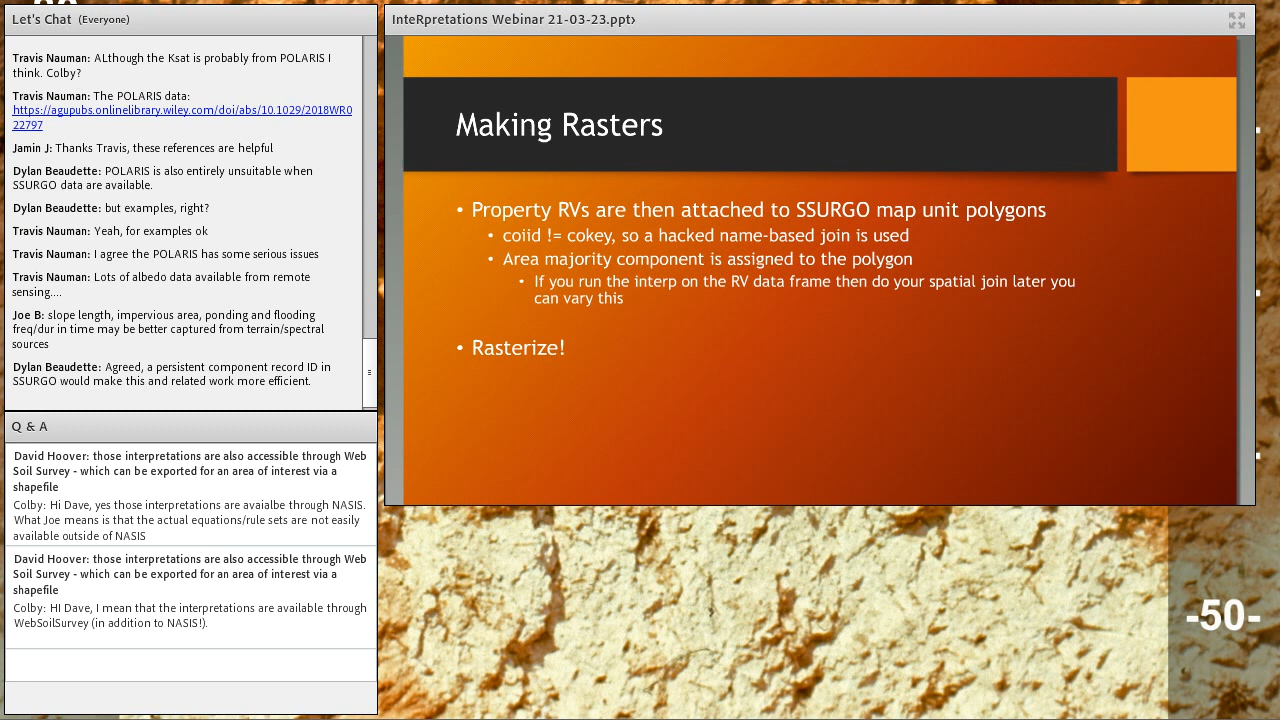 Let's Chat (Everyone)
Travis Nauman: ALthough the Ksat is probably from POLARIS I
think. Colby?
Travis Nauman: The POLARIS data:
https://agupubs.onlinelibrary.wiley.com/doi/abs/10.1029/2018WR0
22797
Jamin J: Thanks Travis, these references are helpful
Dylan Beaudette: POLARIS is also entirely unsuitable when
SSURGO data are available.
Dylan Beaudette: but examples, right?
Travis Nauman: Yeah, for examples ok
Travis Nauman: I agree the POLARIS has some serious issues
Travis Nauman: Lots of albedo data available from remote
sensing....
Joe B: slope length, impervious area, ponding and flooding
freq/dur in time may be better captured from terrain/spectral
sources
Dylan Beaudette: Agreed, a persistent component record ID in
SSURGO would make this and related work more efficient.
Q & A
David Hoover: those interpretations are also accessible through Web
Soil Survey - which can be exported for an area of interest via a
shapefile
Colby: Hi Dave, yes those interpretations are avaialbe through NASIS.
What Joe means is that the actual equations/rule sets are not easily
available outside of NASIS
David Hoover: those interpretations are also accessible through Web
Soil Survey - which can be exported for an area of interest via a
shapefile
Colby: HI Dave, I mean that the interpretations are available through
WebSoilSurvey (in addition to NASIS!).
InteRpretations Webinar 21-03-23.ppt›
Making Rasters
• Property RVs are then attached to SSURGO map unit polygons
• coiid != cokey, so a hacked name-based join is used
• Area majority component is assigned to the polygon
• If you run the interp on the RV data frame then do your spatial join later you
can vary this
• Rasterize!
-50-